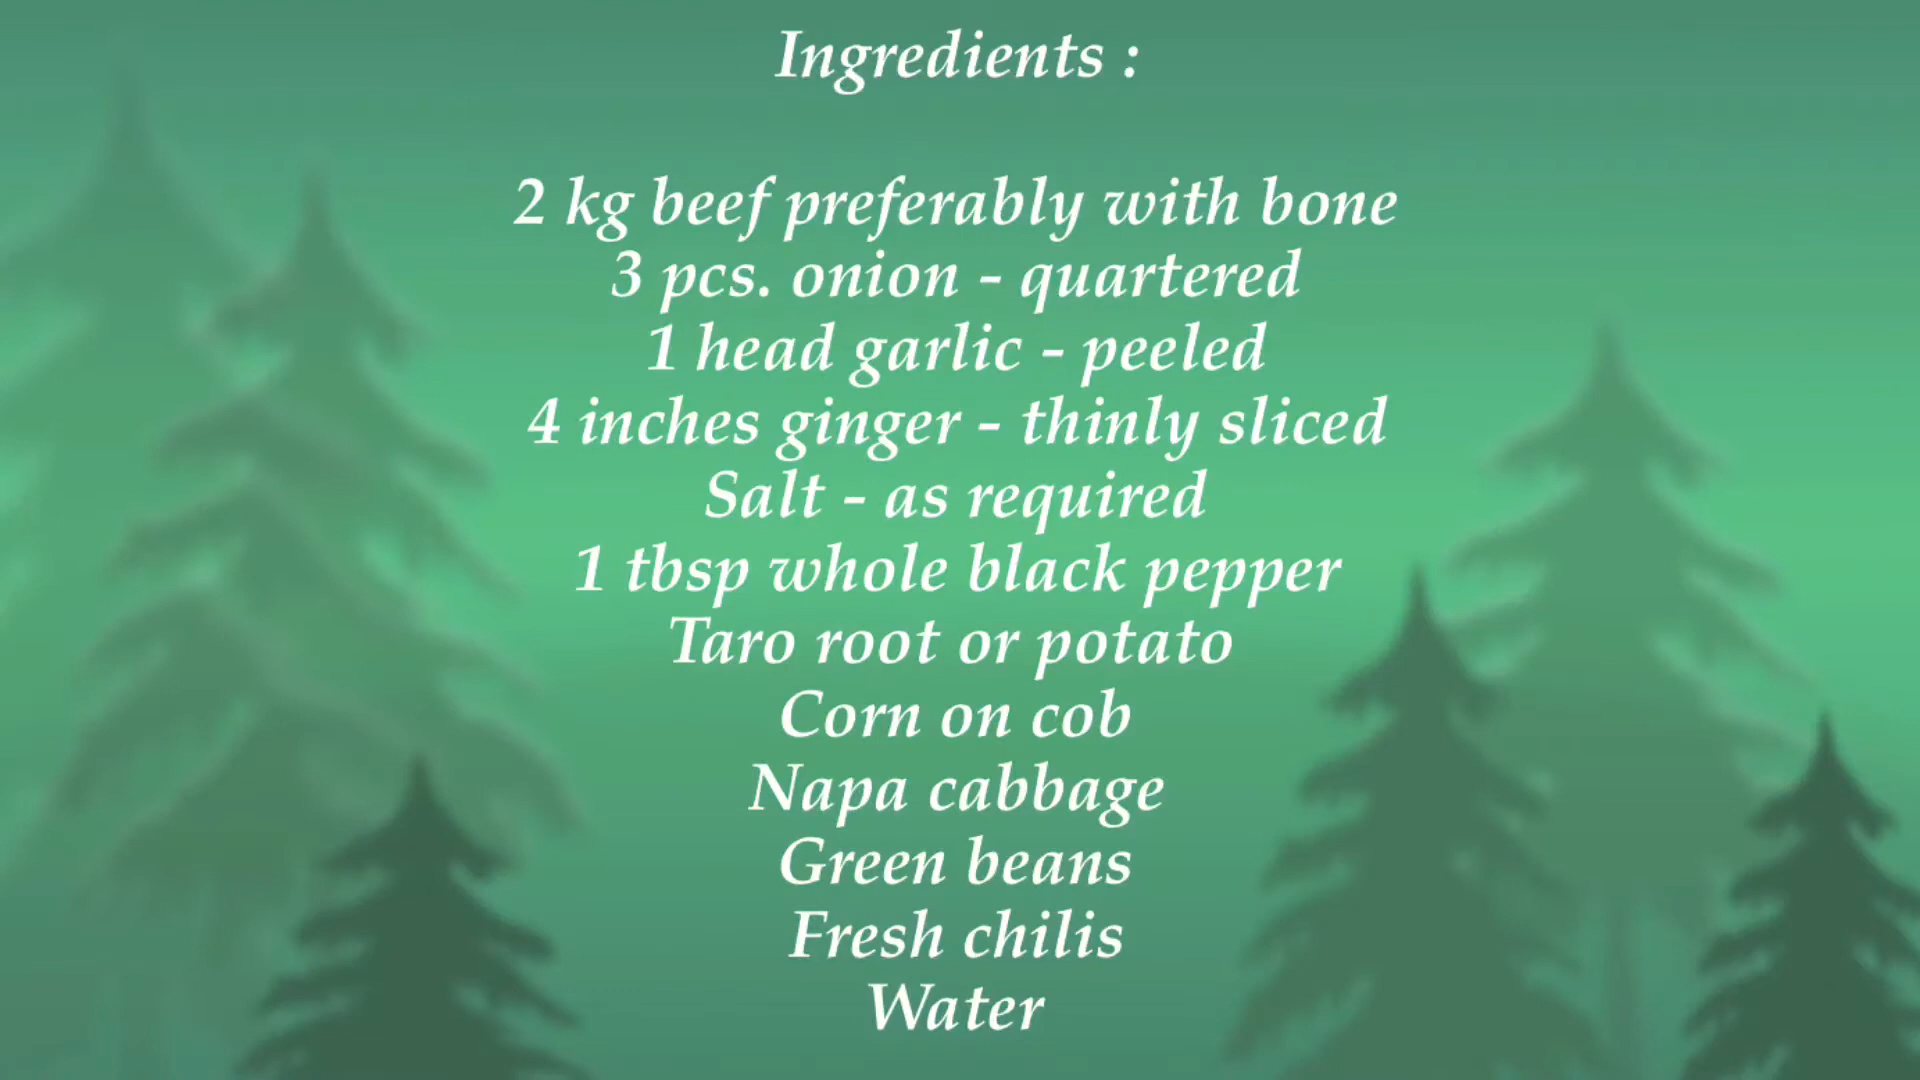 Ingredients :
2 kg beef preferably with bone
3 pcs. onion - quartered
1 head garlic - peeled
4 inches ginger - thinly sliced
Salt - as required
1 tbsp whole black pepper
Taro root or potato
Corn on cob
Napa cabbage
Green beans
Fresh chilis
Water